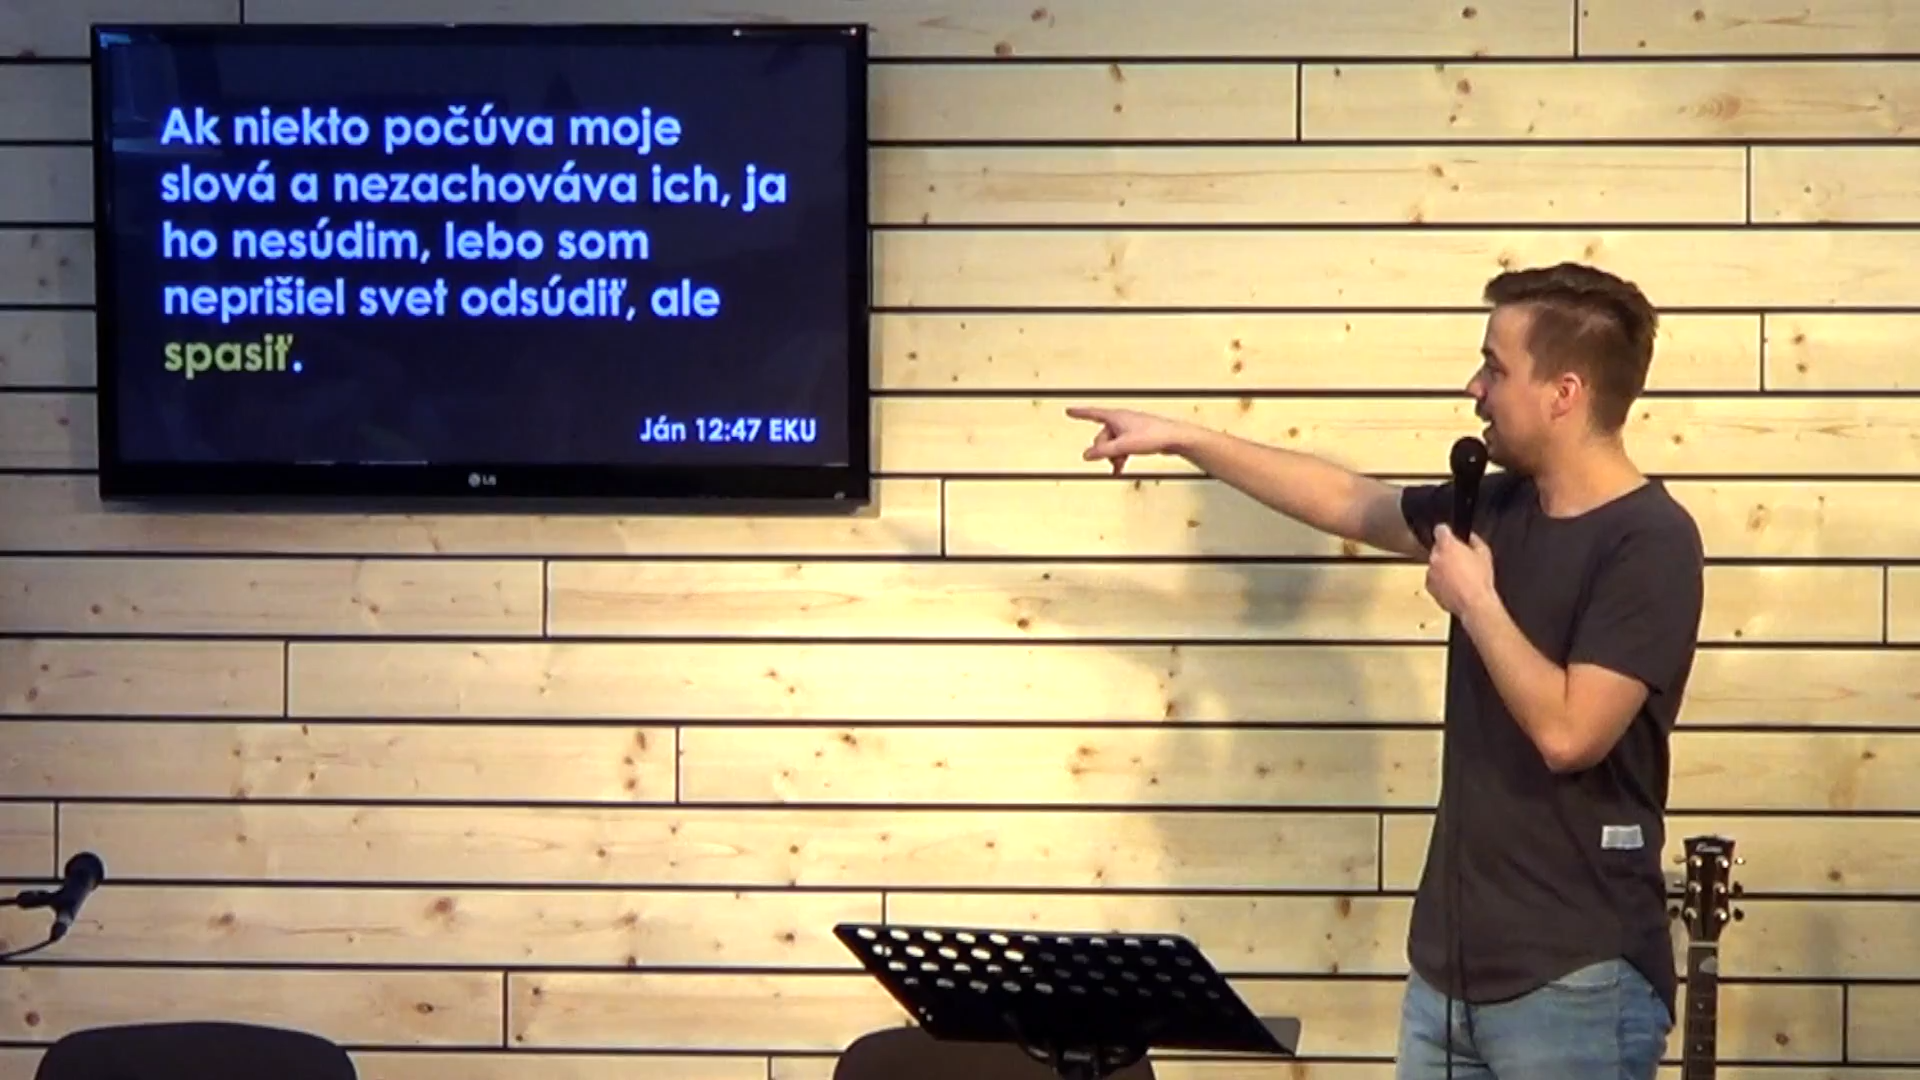 Ak niekto počúva moje
slová a nezachováva ich, ja
ho nesúdim, lebo som
neprišiel svet odsúdiť, ale
spasiť.
Ján 12:47 EKU
LG